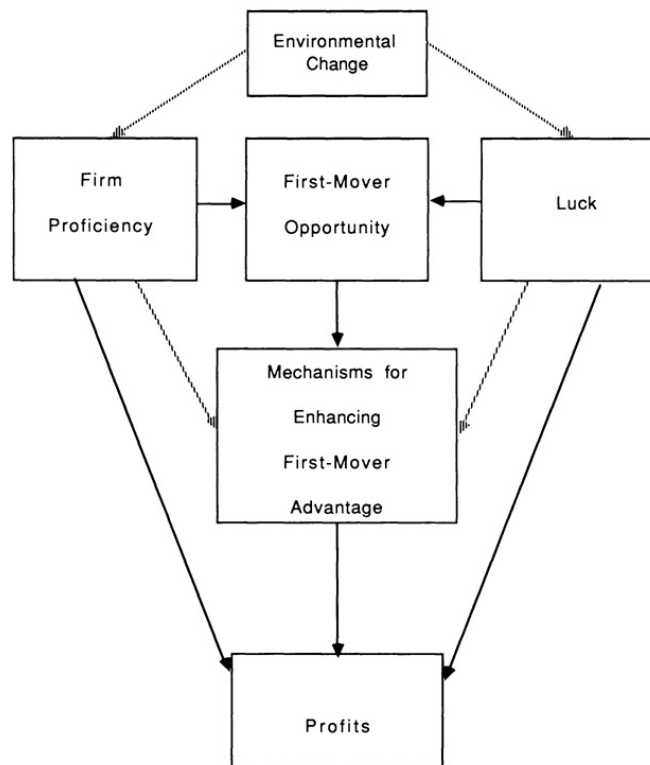 Environmental
Change
Firm
Proficiency
First-Mover
Opportunity
Luck
Mechanisms for
Enhancing
First-Mover
Advantage
Profits